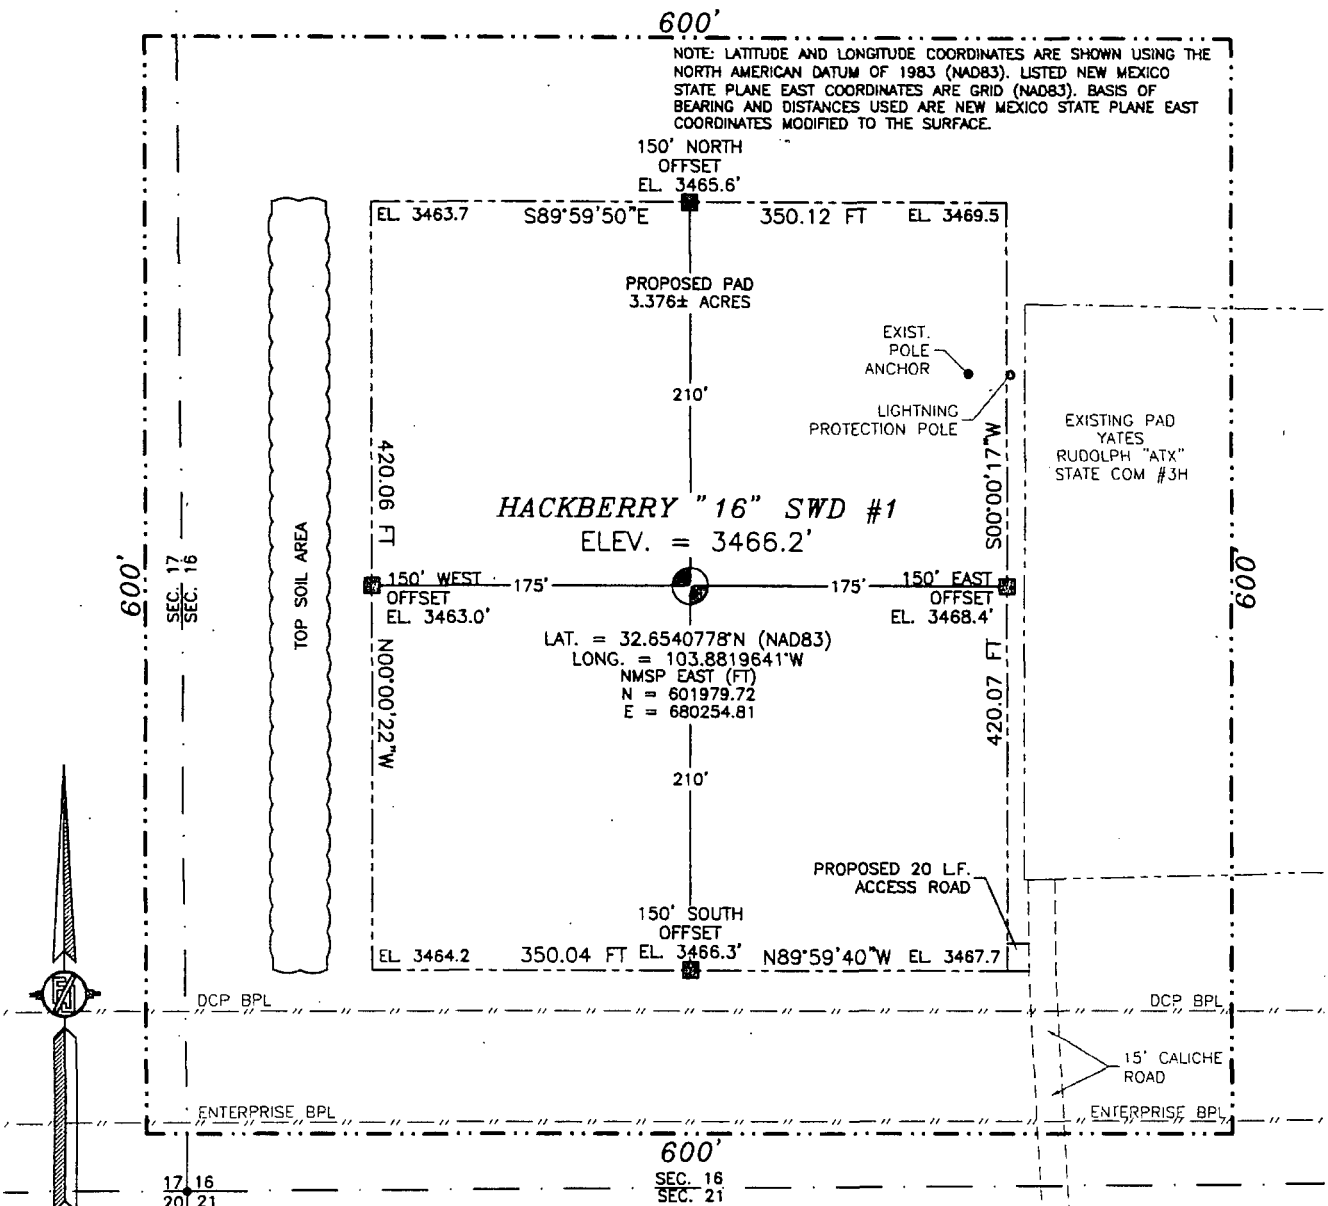 600'
NOTE: LATITUDE AND LONGITUDE COORDINATES ARE SHOWN USING THE
NORTH AMERICAN DATUM OF 1983 (NAD83). LISTED NEW MEXICO
STATE PLANE EAST COORDINATES ARE GRID (NAD83). BASIS OF
BEARING AND DISTANCES USED ARE NEW MEXICO STATE PLANE EAST
COORDINATES MODIFIED TO THE SURFACE.
150' NORTH
OFFSET
EL. 3465.6'
EL. 3463.7
S89°59'50"E
350.12 FT
EL. 3469.5
PROPOSED PAD
3.376± ACRES
EXIST.
POLE
ANCHOR
210'
LIGHTNING
PROTECTION POLE
EXISTING PAD
YATES
RUDOLPH "ATX"
STATE COM #3H
420.06 FT
S00°00'17"W
HACKBERRY "16" SWD #1
ELEV. = 3466.2'
TOP SOIL AREA
600'
SEC. 17
SEC. 16
600'
150' WEST
OFFSET
EL. 3463.0'
175'
175'
150' EAST
OFFSET
EL. 3468.4'
LAT. = 32.6540778°N (NAD83)
LONG. = 103.8819641°W
NMSP EAST (FT)
N = 601979.72
E = 680254.81
N00°00'22"W
420.07 FT
210'
PROPOSED 20 L.F.
ACCESS ROAD
150' SOUTH
OFFSET
EL. 3466.3'
EL. 3464.2
350.04 FT
N89°59'40"W
EL. 3467.7
DCP BPL
DCP BPL
15' CALICHE
ROAD
ENTERPRISE BPL
ENTERPRISE BPL
600'
SEC. 16
SEC. 21
17 16
20 21